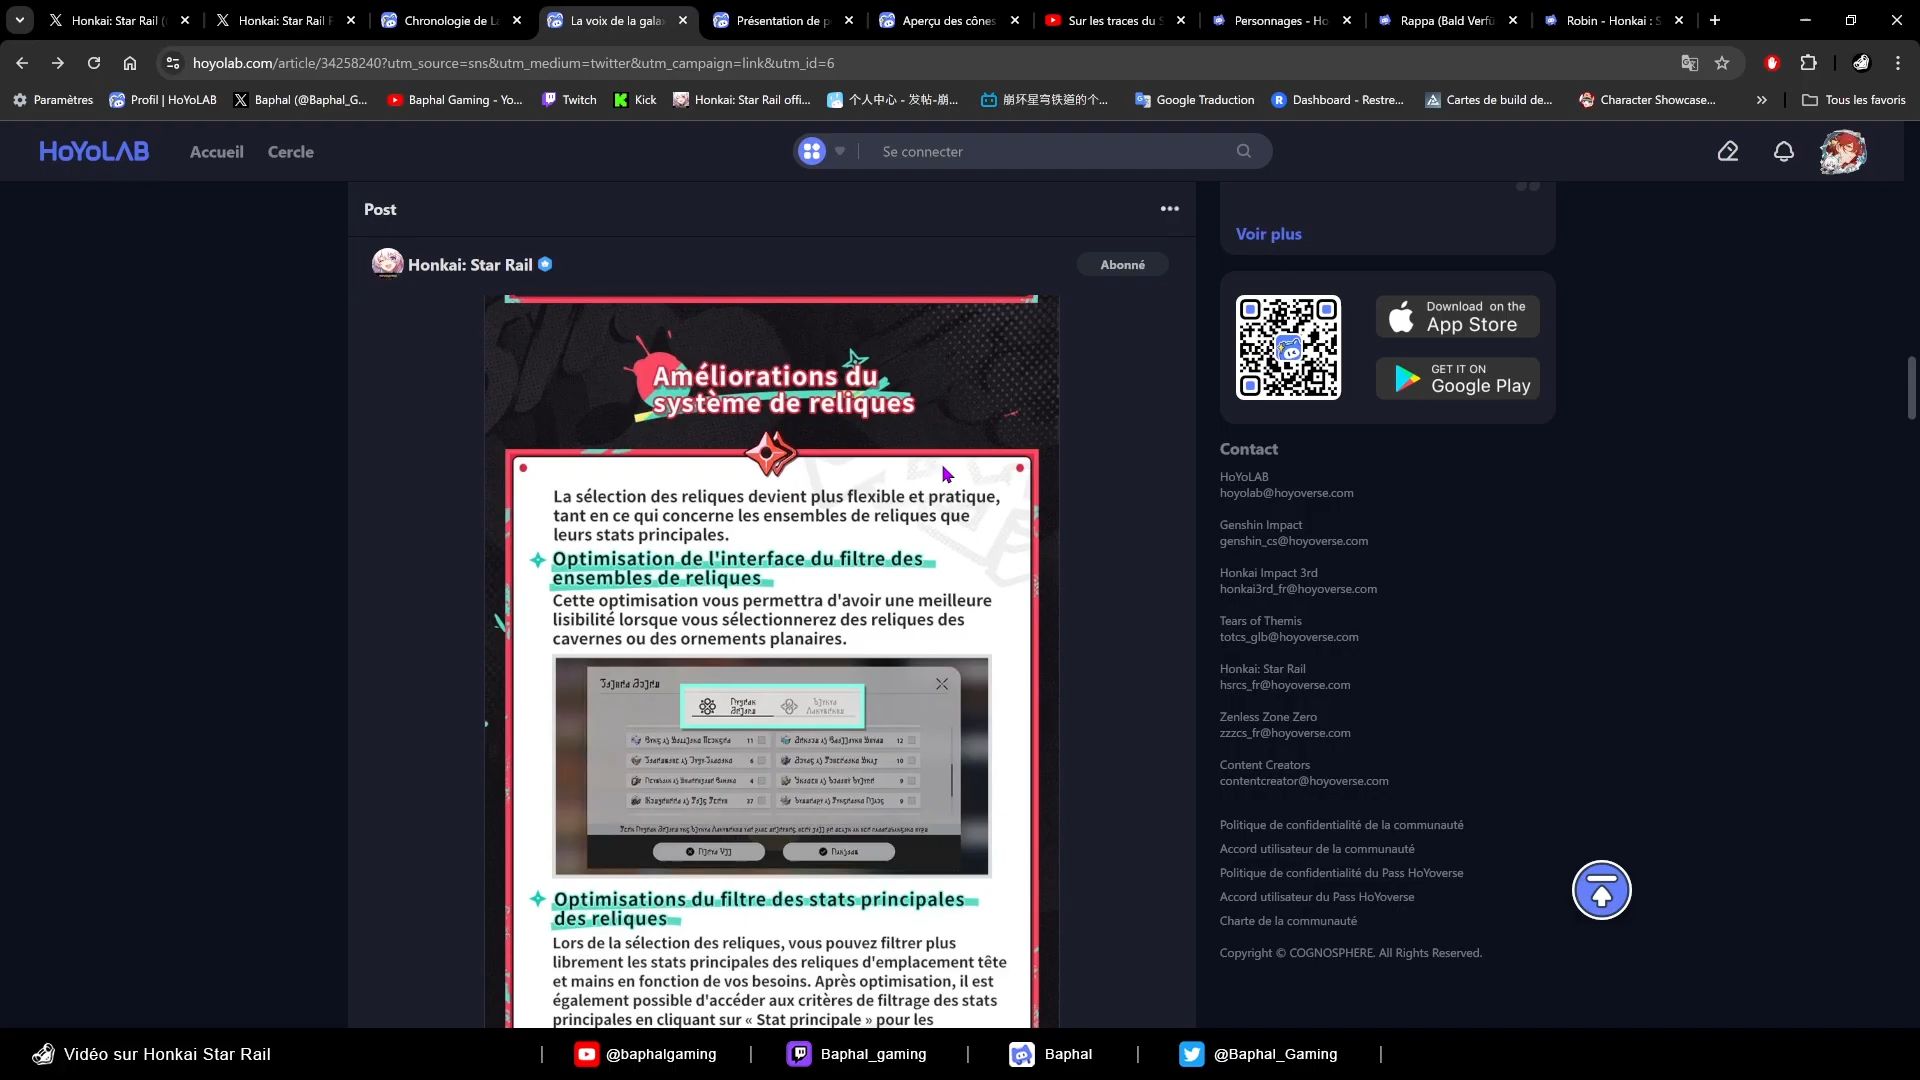 Honkai: Star Rail (
Honkai: Star Rail F
Chronologie de La
La voix de la gala
Présentation de p
Aperçu des cônes
Sur les traces du S
Personnages - Ho
Rappa (Bald Verfü
Robin - Honkai : S
hoyolab.com/article/34258240?utm_source=sns&utm_medium=twitter&utm_campaign=link&utm_id=6
Paramètres
Profil | HoYoLAB
Baphal (@Baphal_G...
Baphal Gaming - Yo...
Twitch
Kick
Honkai: Star Rail offi...
个人中心 - 发帖-崩...
崩坏星穹铁道的个...
Google Traduction
Dashboard - Restre...
Cartes de build de...
Character Showcase...
Tous les favoris
HoYoLAB
Accueil
Cercle
Se connecter
Post
Honkai: Star Rail
Abonné
Améliorations du
système de reliques
La sélection des reliques devient plus flexible et pratique,
tant en ce qui concerne les ensembles de reliques que
leurs stats principales.
Optimisation de l'interface du filtre des
ensembles de reliques
Cette optimisation vous permettra d'avoir une meilleure
lisibilité lorsque vous sélectionnerez des reliques des
cavernes ou des ornements planaires.
11
12
6
10
4
9
37
9
Optimisations du filtre des stats principales
des reliques
Lors de la sélection des reliques, vous pouvez filtrer plus
librement les stats principales des reliques d'emplacement tête
et mains en fonction de vos besoins. Après optimisation, il est
également possible d'accéder aux critères de filtrage des stats
principales en cliquant sur « Stat principale » pour les
Voir plus
Download on the
App Store
GET IT ON
Google Play
Contact
HoYoLAB
hoyolab@hoyoverse.com
Genshin Impact
genshin_cs@hoyoverse.com
Honkai Impact 3rd
honkai3rd_fr@hoyoverse.com
Tears of Themis
totcs_glb@hoyoverse.com
Honkai: Star Rail
hsrcs_fr@hoyoverse.com
Zenless Zone Zero
zzzcs_fr@hoyoverse.com
Content Creators
contentcreator@hoyoverse.com
Politique de confidentialité de la communauté
Accord utilisateur de la communauté
Politique de confidentialité du Pass HoYoverse
Accord utilisateur du Pass HoYoverse
Charte de la communauté
Copyright © COGNOSPHERE. All Rights Reserved.
Vidéo sur Honkai Star Rail
@baphalgaming
Baphal_gaming
Baphal
@Baphal_Gaming